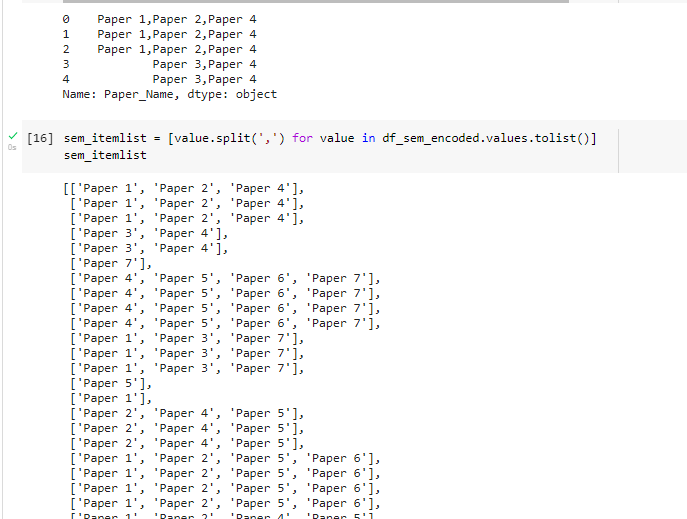 0    Paper 1,Paper 2,Paper 4
1    Paper 1,Paper 2,Paper 4
2    Paper 1,Paper 2,Paper 4
3            Paper 3,Paper 4
4            Paper 3,Paper 4
Name: Paper_Name, dtype: object
[16] sem_itemlist = [value.split(',') for value in df_sem_encoded.values.tolist()]
0s
sem_itemlist
[['Paper 1', 'Paper 2', 'Paper 4'],
['Paper 1', 'Paper 2', 'Paper 4'],
['Paper 1', 'Paper 2', 'Paper 4'],
['Paper 3', 'Paper 4'],
['Paper 3', 'Paper 4'],
['Paper 7'],
['Paper 4', 'Paper 5', 'Paper 6', 'Paper 7'],
['Paper 4', 'Paper 5', 'Paper 6', 'Paper 7'],
['Paper 4', 'Paper 5', 'Paper 6', 'Paper 7'],
['Paper 4', 'Paper 5', 'Paper 6', 'Paper 7'],
['Paper 1', 'Paper 3', 'Paper 7'],
['Paper 1', 'Paper 3', 'Paper 7'],
['Paper 1', 'Paper 3', 'Paper 7'],
['Paper 5'],
['Paper 1'],
['Paper 2', 'Paper 4', 'Paper 5'],
['Paper 2', 'Paper 4', 'Paper 5'],
['Paper 2', 'Paper 4', 'Paper 5'],
['Paper 1', 'Paper 2', 'Paper 5', 'Paper 6'],
['Paper 1', 'Paper 2', 'Paper 5', 'Paper 6'],
['Paper 1', 'Paper 2', 'Paper 5', 'Paper 6'],
['Paper 1', 'Paper 2', 'Paper 5', 'Paper 6'],
['Paper 1', 'Paper 2', 'Paper 4', 'Paper 5']